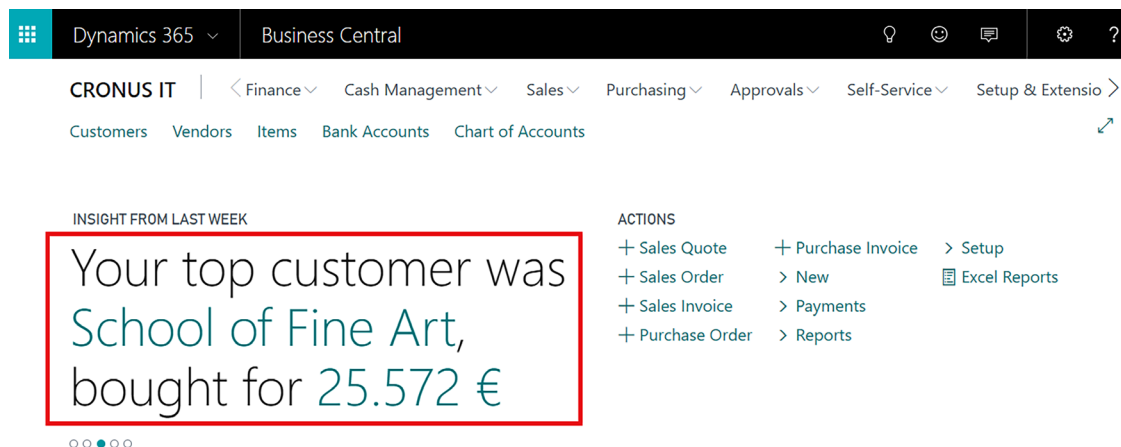 Dynamics 365 Business Central
CRONUS IT Finance Cash Management Sales Purchasing Approvals Self-Service Setup & Extensio
Customers Vendors Items Bank Accounts Chart of Accounts
INSIGHT FROM LAST WEEK
Your top customer was
School of Fine Art,
bought for 25.572 €
ACTIONS
+ Sales Quote
+ Sales Order
+ Sales Invoice
+ Purchase Order
+ Purchase Invoice
> New
> Payments
> Reports
> Setup
Excel Reports
?